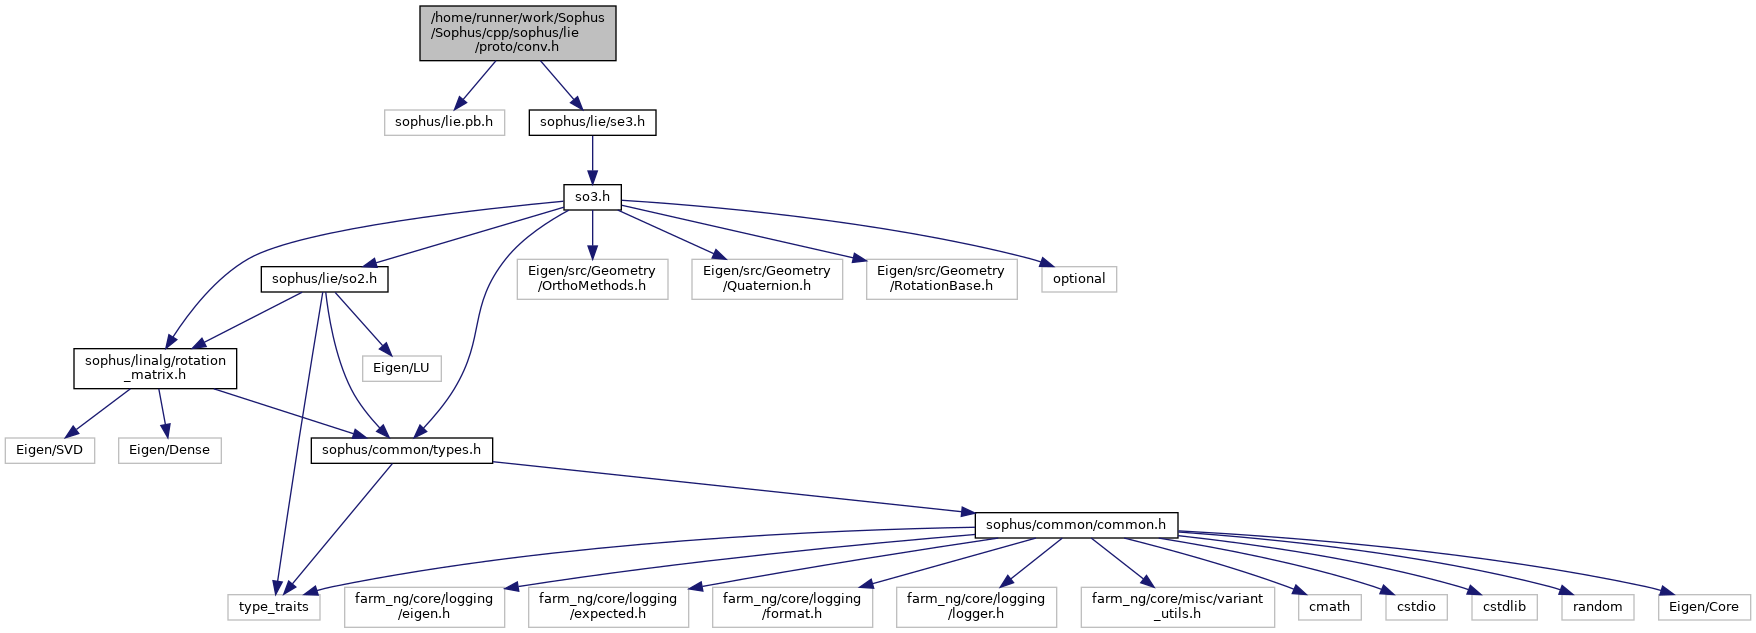 /home/runner/work/Sophus
/Sophus/cpp/sophus/lie
/proto/conv.h
sophus/lie.pb.h
sophus/lie/se3.h
so3.h
sophus/lie/so2.h
Eigen/src/Geometry
/OrthoMethods.h
Eigen/src/Geometry
/Quaternion.h
Eigen/src/Geometry
/RotationBase.h
optional
sophus/linalg/rotation
_matrix.h
Eigen/LU
Eigen/SVD
Eigen/Dense
sophus/common/types.h
sophus/common/common.h
type_traits
farm_ng/core/logging
/eigen.h
farm_ng/core/logging
/expected.h
farm_ng/core/logging
/format.h
farm_ng/core/logging
/logger.h
farm_ng/core/misc/variant
_utils.h
cmath
cstdio
cstdlib
random
Eigen/Core